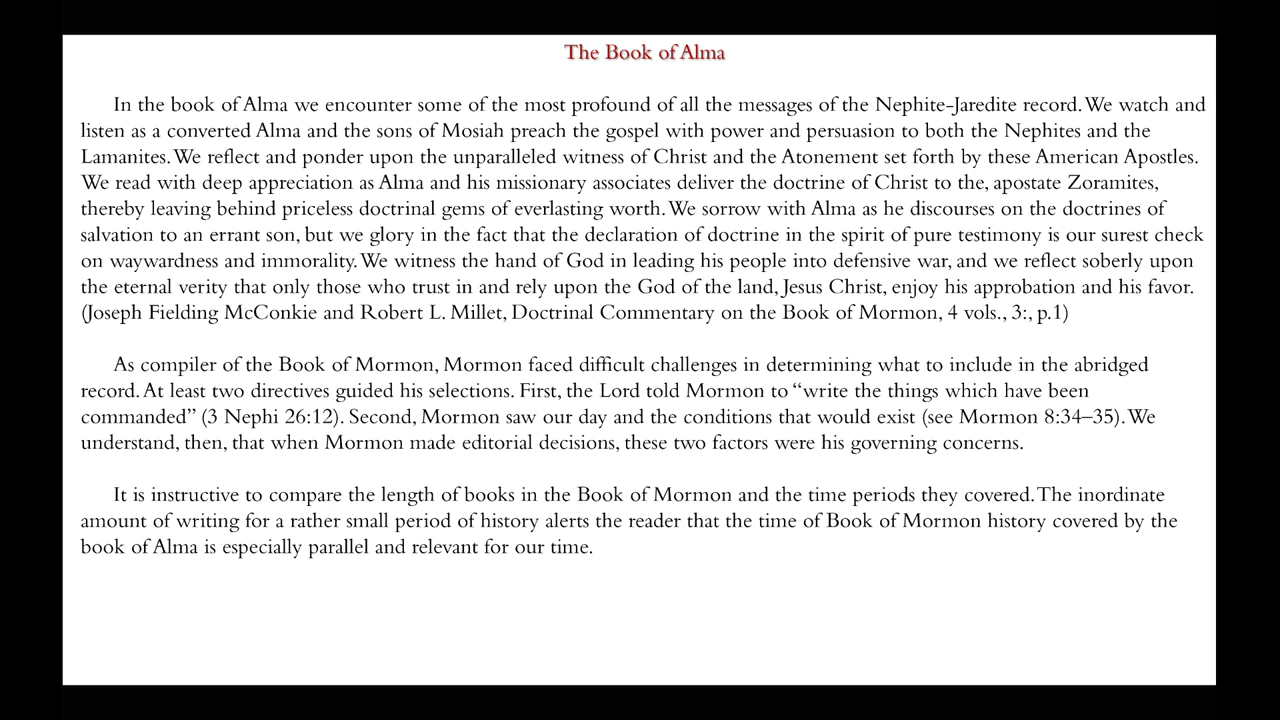 The Book of Alma
In the book of Alma we encounter some of the most profound of all the messages of the Nephite-Jaredite record. We watch and
listen as a converted Alma and the sons of Mosiah preach the gospel with power and persuasion to both the Nephites and the
Lamanites. We reflect and ponder upon the unparalleled witness of Christ and the Atonement set forth by these American Apostles.
We read with deep appreciation as Alma and his missionary associates deliver the doctrine of Christ to the, apostate Zoramites,
thereby leaving behind priceless doctrinal gems of everlasting worth. We sorrow with Alma as he discourses on the doctrines of
salvation to an errant son, but we glory in the fact that the declaration of doctrine in the spirit of pure testimony is our surest check
on waywardness and immorality. We witness the hand of God in leading his people into defensive war, and we reflect soberly upon
the eternal verity that only those who trust in and rely upon the God of the land, Jesus Christ, enjoy his approbation and his favor.
(Joseph Fielding McConkie and Robert L. Millet, Doctrinal Commentary on the Book of Mormon, 4 vols., 3:, p.1)
As compiler of the Book of Mormon, Mormon faced difficult challenges in determining what to include in the abridged
record. At least two directives guided his selections. First, the Lord told Mormon to “write the things which have been
commanded” (3 Nephi 26:12). Second, Mormon saw our day and the conditions that would exist (see Mormon 8:34–35). We
understand, then, that when Mormon made editorial decisions, these two factors were his governing concerns.
It is instructive to compare the length of books in the Book of Mormon and the time periods they covered. The inordinate
amount of writing for a rather small period of history alerts the reader that the time of Book of Mormon history covered by the
book of Alma is especially parallel and relevant for our time.